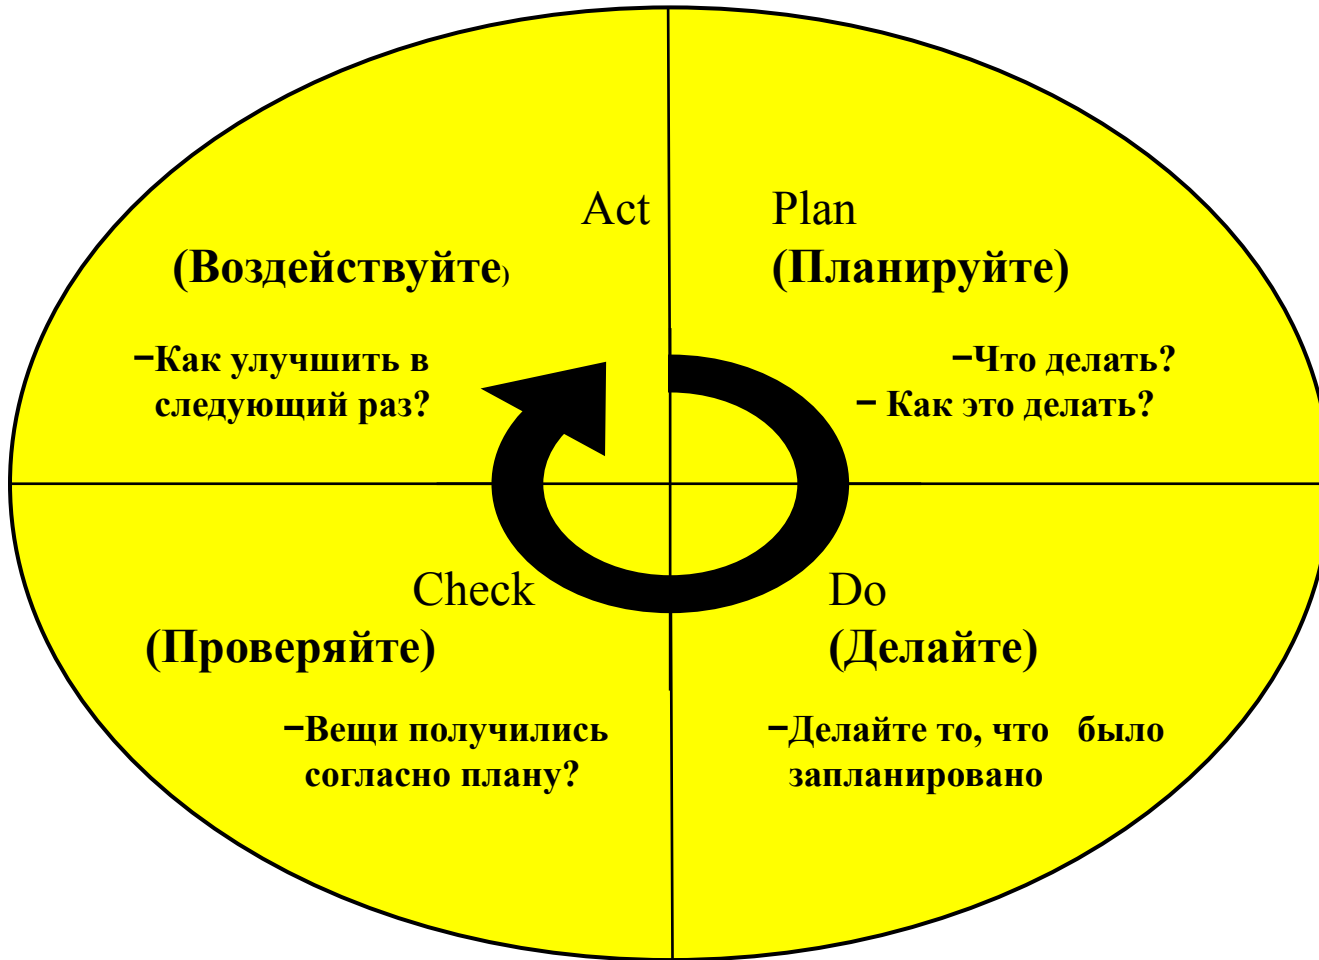 Act
(Воздействуйте)
–Как улучшить в
следующий раз?
Plan
(Планируйте)
–Что делать?
– Как это делать?
Check
(Проверяйте)
–Вещи получились
согласно плану?
Do
(Делайте)
–Делайте то, что было
запланировано